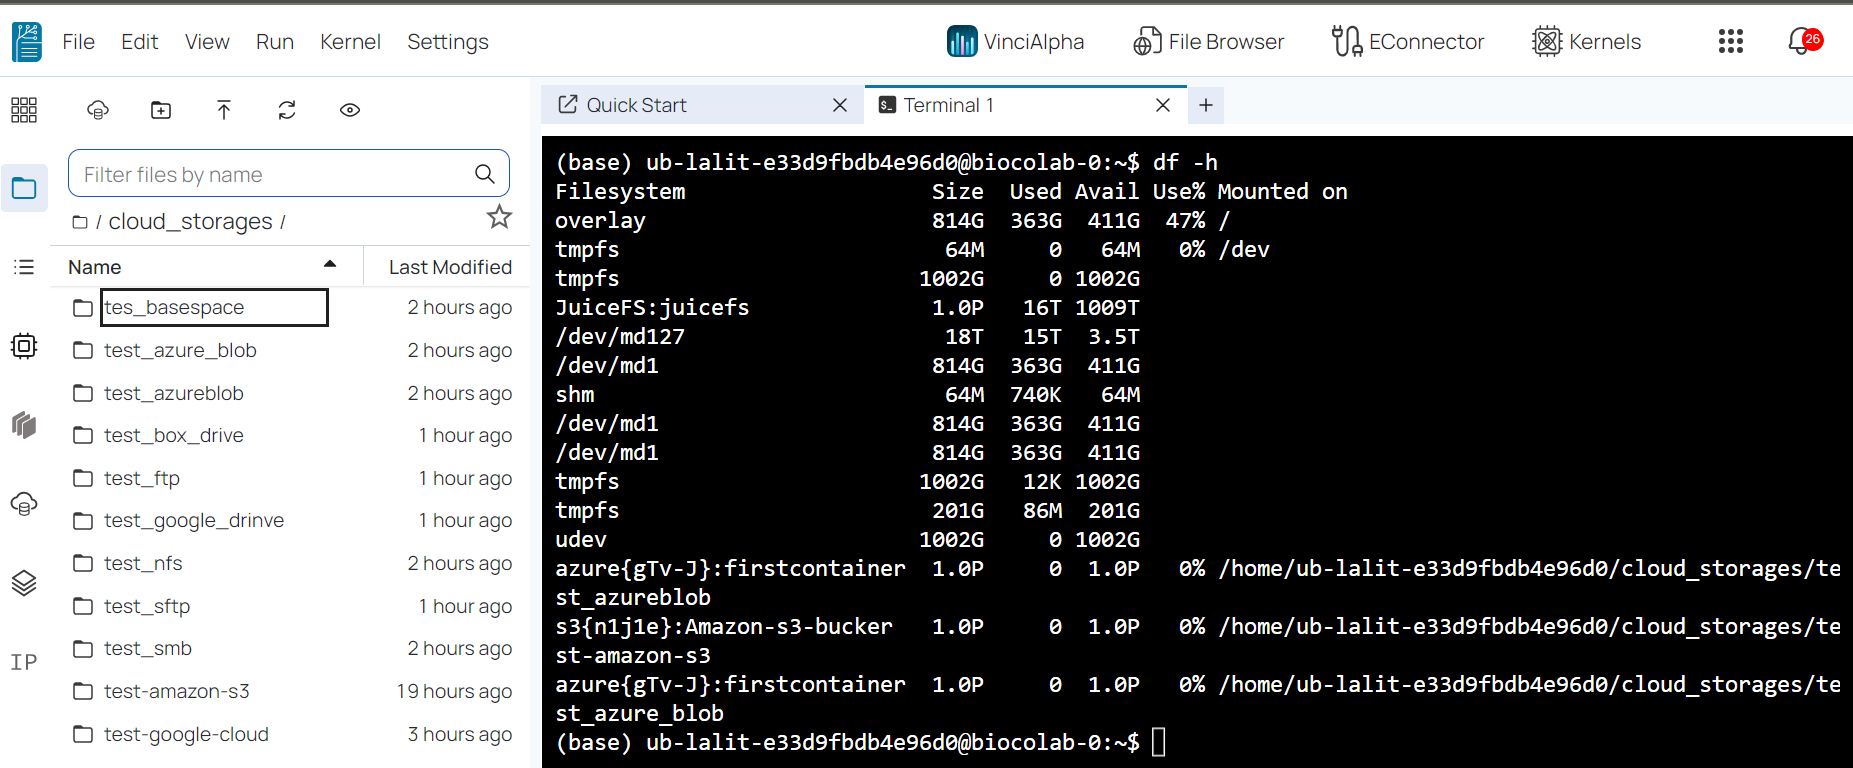 File Edit View Run Kernel Settings VinciAlpha File Browser EConnector Kernels 26
Quick Start Terminal 1
Filter files by name
/ cloud_storages /
Name Last Modified
tes_basespace 2 hours ago
test_azure_blob 2 hours ago
test_azureblob 2 hours ago
test_box_drive 1 hour ago
test_ftp 1 hour ago
test_google_drinve 1 hour ago
test_nfs 2 hours ago
test_sftp 1 hour ago
test_smb 2 hours ago
test-amazon-s3 19 hours ago
test-google-cloud 3 hours ago
IP
(base) ub-lalit-e33d9fbdb4e96d0@biocolab-0:~$ df -h
Filesystem Size Used Avail Use% Mounted on
overlay 814G 363G 411G 47% /
tmpfs 64M 0 64M 0% /dev
tmpfs 1002G 0 1002G
JuiceFS:juicefs 1.0P 16T 1009T
/dev/md127 18T 15T 3.5T
/dev/md1 814G 363G 411G
shm 64M 740K 64M
/dev/md1 814G 363G 411G
/dev/md1 814G 363G 411G
tmpfs 1002G 12K 1002G
tmpfs 201G 86M 201G
udev 1002G 0 1002G
azure{gTv-J}:firstcontainer 1.0P 0 1.0P 0% /home/ub-lalit-e33d9fbdb4e96d0/cloud_storages/te
st_azureblob
s3{n1j1e}:Amazon-s3-bucker 1.0P 0 1.0P 0% /home/ub-lalit-e33d9fbdb4e96d0/cloud_storages/te
st-amazon-s3
azure{gTv-J}:firstcontainer 1.0P 0 1.0P 0% /home/ub-lalit-e33d9fbdb4e96d0/cloud_storages/te
st_azure_blob
(base) ub-lalit-e33d9fbdb4e96d0@biocolab-0:~$